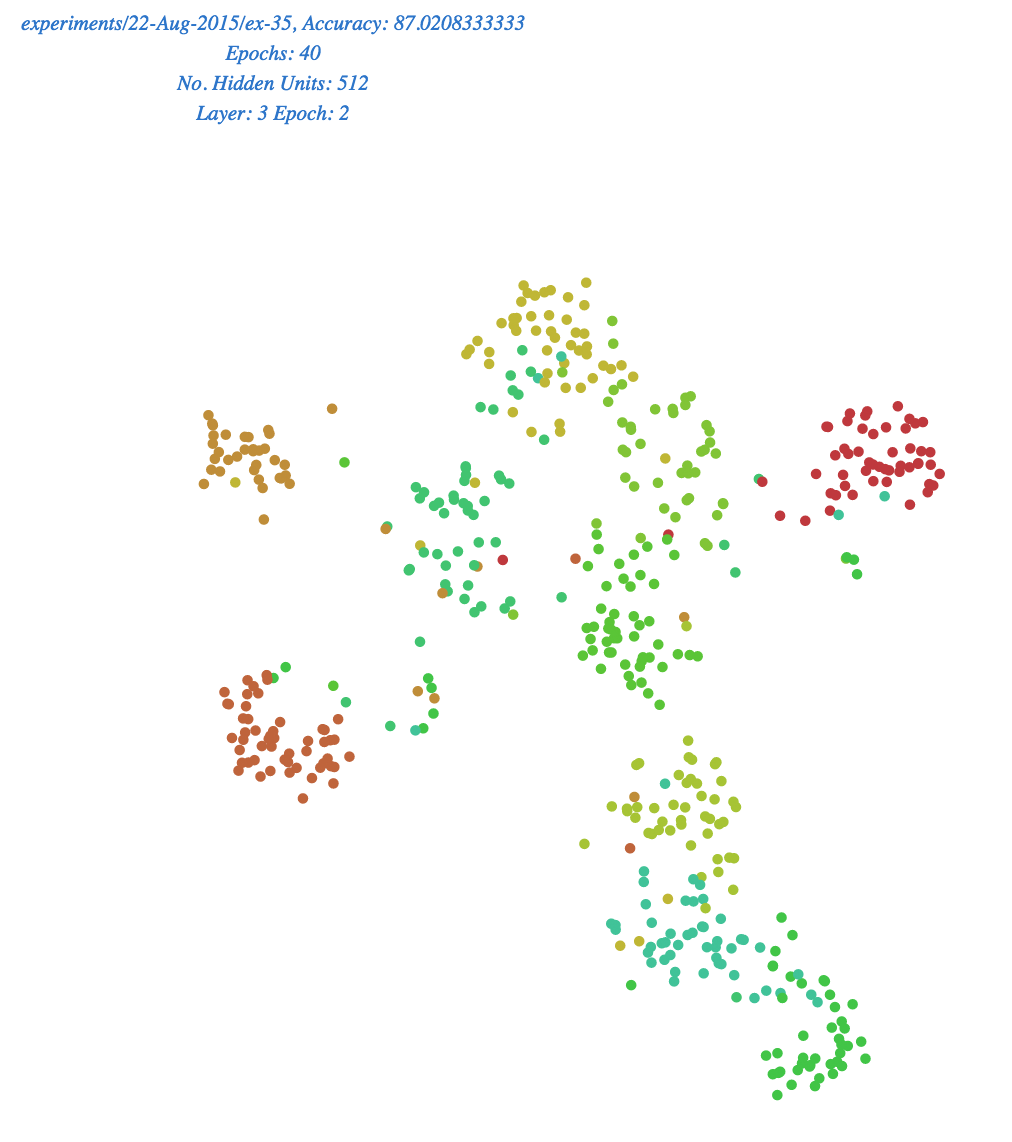 experiments/22-Aug-2015/ex-35, Accuracy: 87.0208333333
Epochs: 40
No. Hidden Units: 512
Layer: 3 Epoch: 2